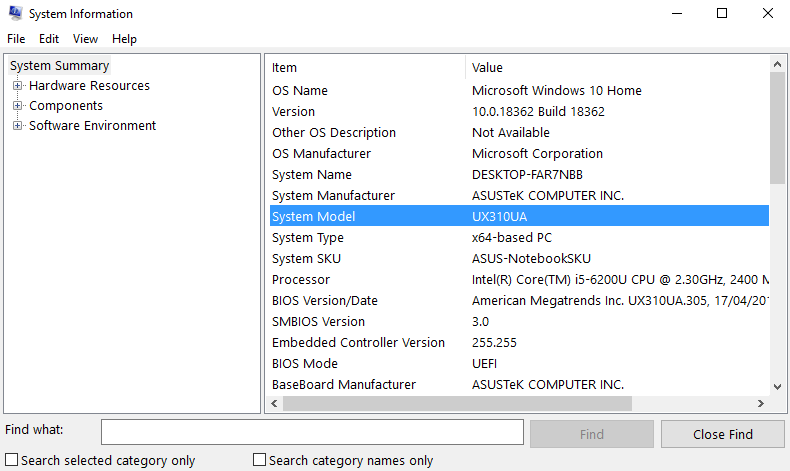 System Information
File Edit View Help
System Summary
Hardware Resources
Components
Software Environment
Item Value
OS Name Microsoft Windows 10 Home
Version 10.0.18362 Build 18362
Other OS Description Not Available
OS Manufacturer Microsoft Corporation
System Name DESKTOP-FAR7NBB
System Manufacturer ASUSTeK COMPUTER INC.
System Model UX310UA
System Type x64-based PC
System SKU ASUS-NotebookSKU
Processor Intel(R) Core(TM) i5-6200U CPU @ 2.30GHz, 2400 M
BIOS Version/Date American Megatrends Inc. UX310UA.305, 17/04/201
SMBIOS Version 3.0
Embedded Controller Version 255.255
BIOS Mode UEFI
BaseBoard Manufacturer ASUSTeK COMPUTER INC.
Find what: Find Close Find
Search selected category only Search category names only